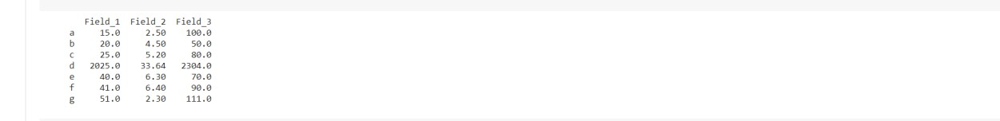 Field_1 Field_2 Field_3
a 15.0 2.50 100.0
b 20.0 4.50 50.0
c 25.0 5.20 80.0
d 2025.0 33.64 2304.0
e 40.0 6.30 70.0
f 41.0 6.40 90.0
g 51.0 2.30 111.0